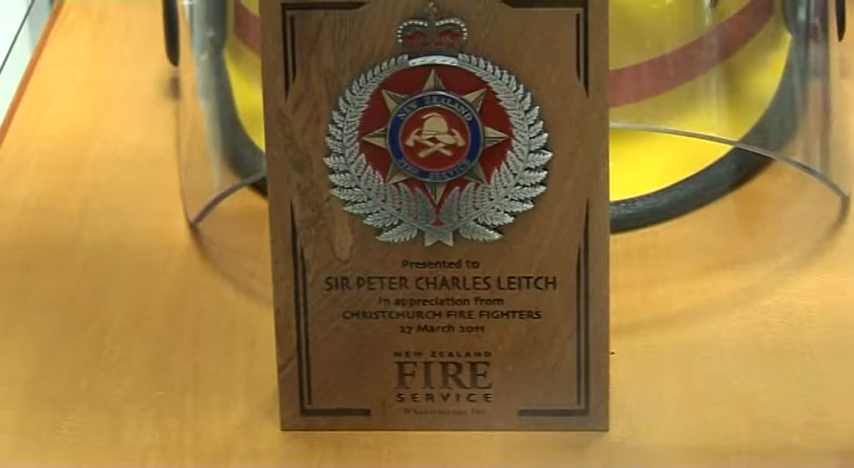 NEW ZEALAND
FIRE SERVICE
Presented to
SIR PETER CHARLES LEITCH
in appreciation from
CHRISTCHURCH FIRE FIGHTERS
27 March 2011
NEW ZEALAND
FIRE
SERVICE